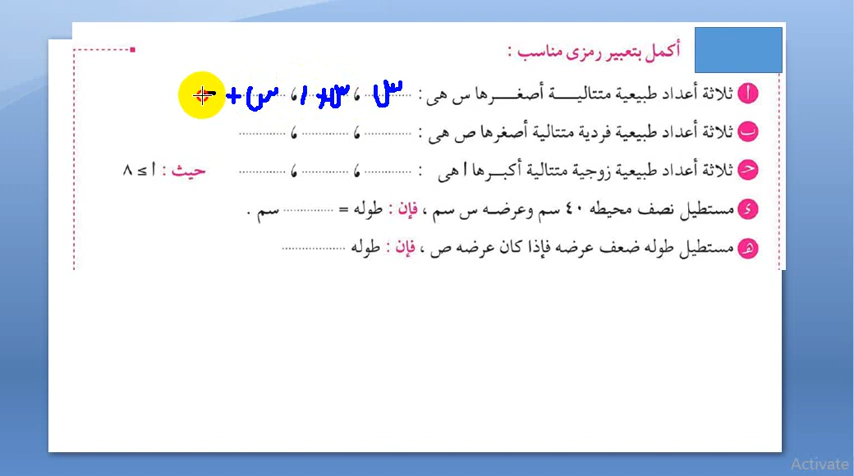 أكمل بتعبير رمزى مناسب :
أ ثلاثة أعداد طبيعية متتاليـــة أصغـــرها س هى : س ، س+١ ، س+
ب ثلاثة أعداد طبيعية فردية متتالية أصغرها ص هى : ............ ، ............ ، ............
حـ ثلاثة أعداد طبيعية زوجية متتالية أكبـرها أ هى : ............ ، ............ ، ............ حيث : أ ≥ ٨
ء مستطيل نصف محيطه ٤٠ سم وعرضـه س سم ، فإن : طوله = ............ سم .
هـ مستطيل طوله ضعف عرضه فإذا كان عرضه ص ، فإن : طوله ................
Activate